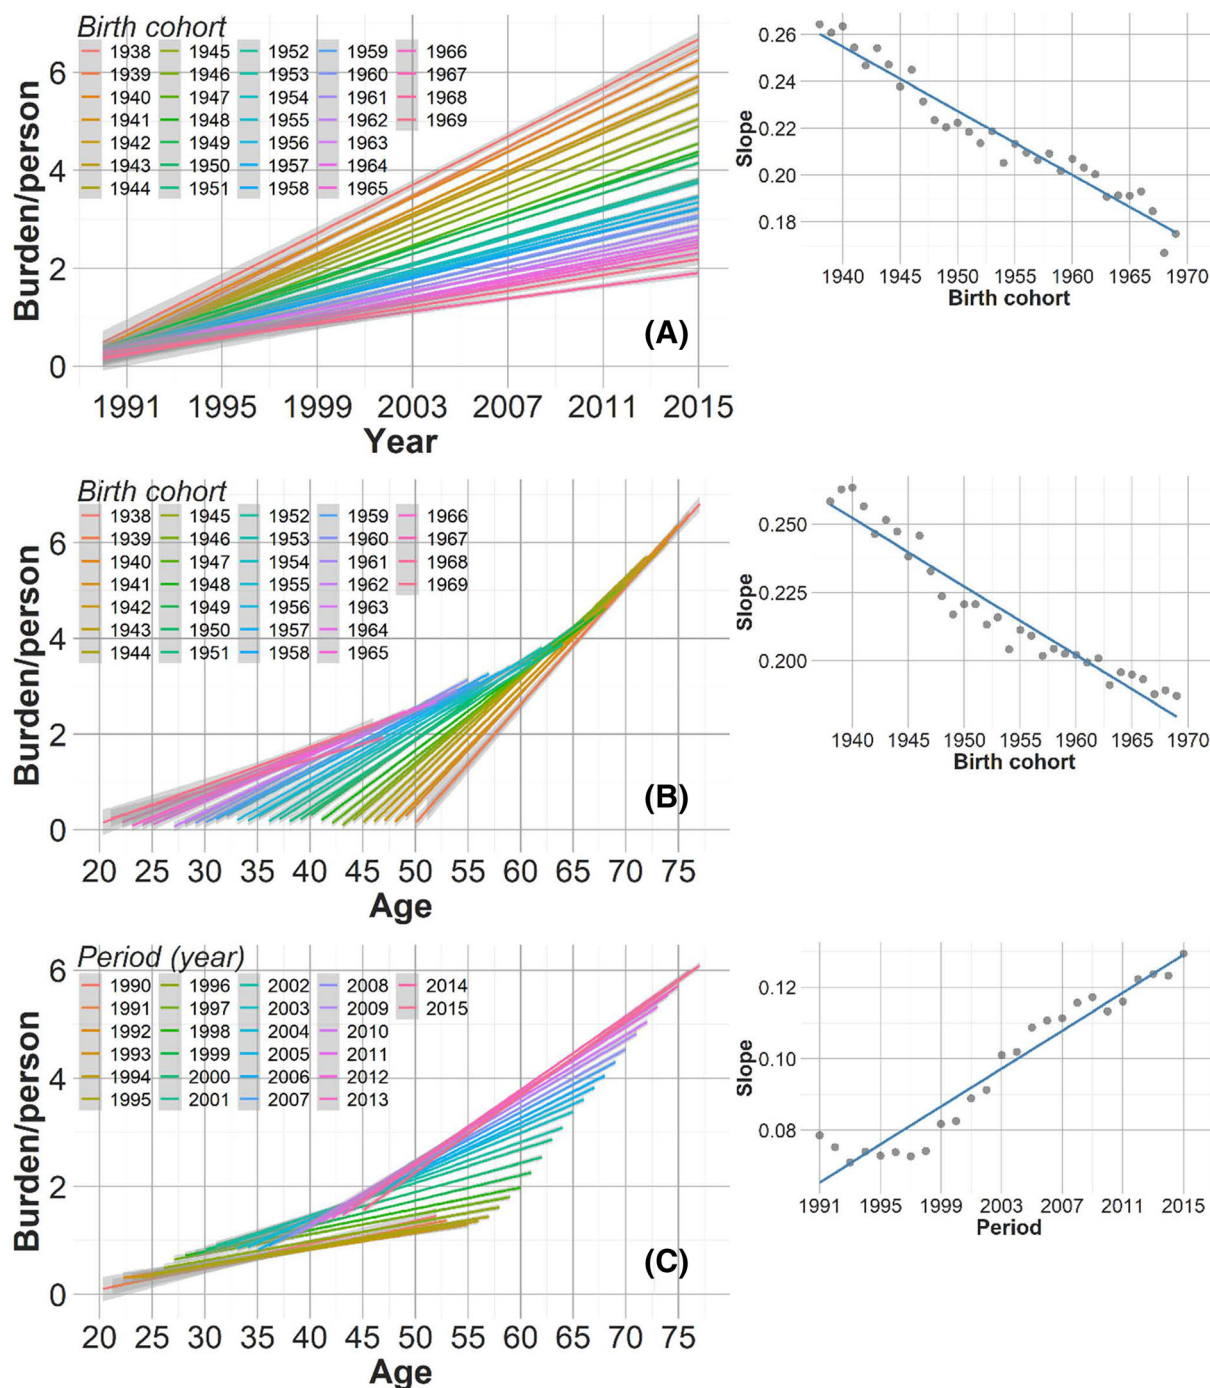 Birth cohort
1938 1945 1952 1959 1966
1939 1946 1953 1960 1967
1940 1947 1954 1961 1968
1941 1948 1955 1962 1969
1942 1949 1956 1963
1943 1950 1957 1964
1944 1951 1958 1965
Burden/person
6
4
2
0
1991 1995 1999 2003 2007 2011 2015
Year
(A)
Slope
0.26
0.24
0.22
0.20
0.18
1940 1945 1950 1955 1960 1965 1970
Birth cohort
Birth cohort
1938 1945 1952 1959 1966
1939 1946 1953 1960 1967
1940 1947 1954 1961 1968
1941 1948 1955 1962 1969
1942 1949 1956 1963
1943 1950 1957 1964
1944 1951 1958 1965
Burden/person
6
4
2
0
20 25 30 35 40 45 50 55 60 65 70 75
Age
(B)
Slope
0.250
0.225
0.200
1940 1945 1950 1955 1960 1965 1970
Birth cohort
Period (year)
1990 1996 2002 2008 2014
1991 1997 2003 2009 2015
1992 1998 2004 2010
1993 1999 2005 2011
1994 2000 2006 2012
1995 2001 2007 2013
Burden/person
6
4
2
0
20 25 30 35 40 45 50 55 60 65 70 75
Age
(C)
Slope
0.12
0.10
0.08
1991 1995 1999 2003 2007 2011 2015
Period